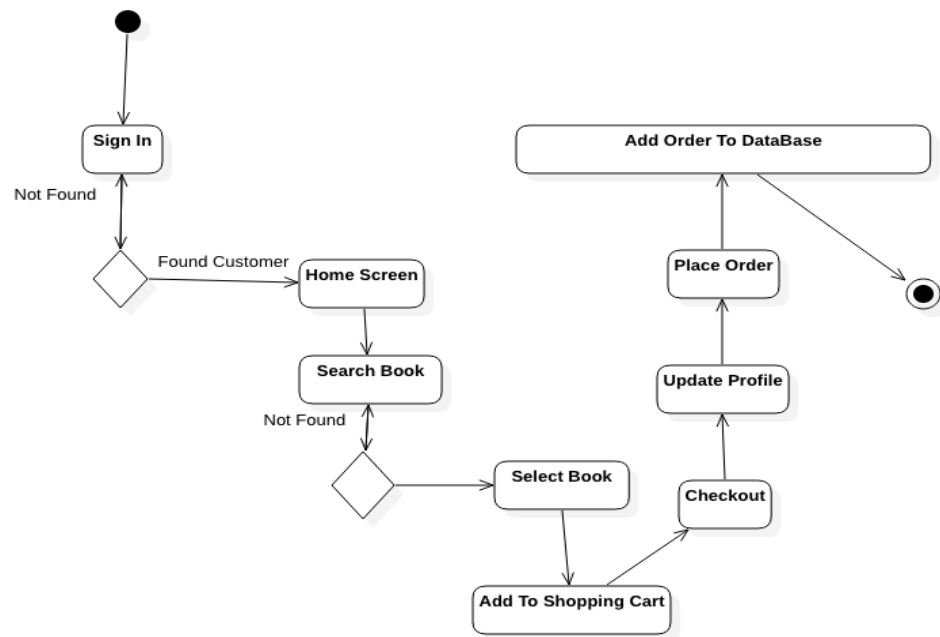 Sign In
Not Found
Found Customer
Home Screen
Search Book
Not Found
Select Book
Add To Shopping Cart
Checkout
Update Profile
Place Order
Add Order To DataBase